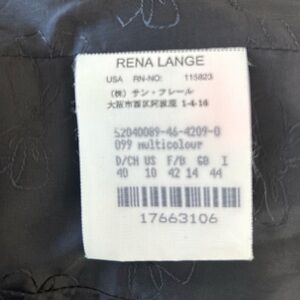 RENA LANGE
USA RN-NO: 115823
(株) サン・フレール
大阪市西区阿波座 1-4-16
52040089-46-4209-0
099 multicolour
D/CH US F/B GB I
40 10 42 14 44
17663106